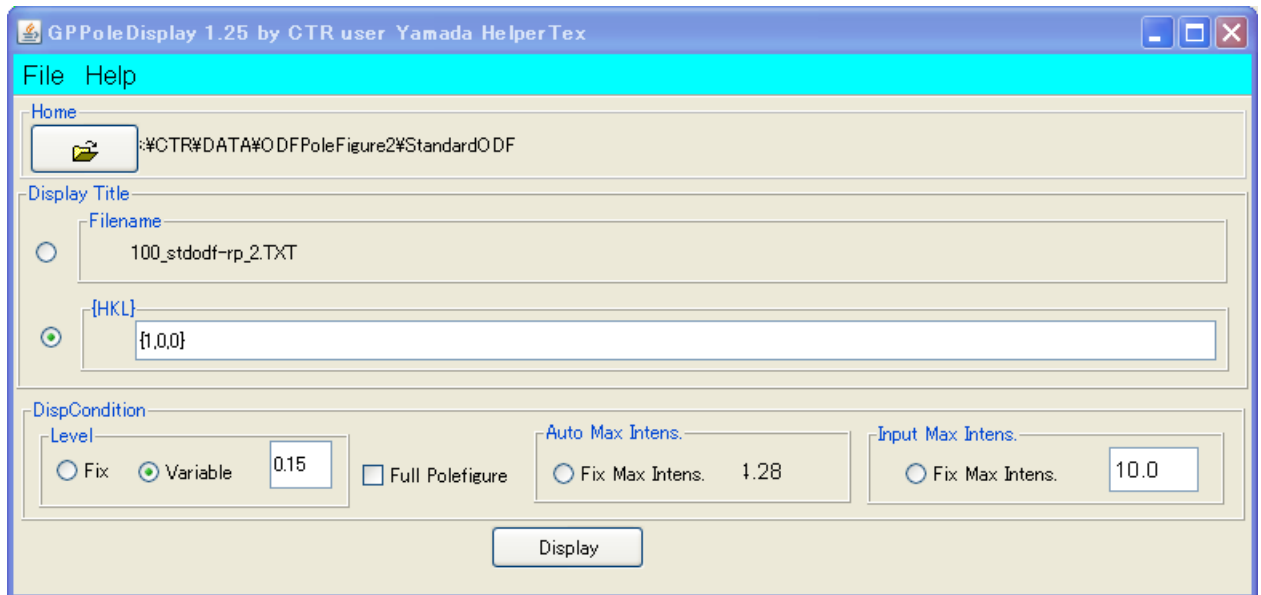 GPPoleDisplay 1.25 by CTR user Yamada HelperTex
File Help
Home
:¥CTR¥DATA¥ODFPoleFigure2¥StandardODF
Display Title
Filename
100_stdodf-rp_2.TXT
{HKL}
{1,0,0}
DispCondition
Level
Fix Variable 0.15
Full Polefigure
Auto Max Intens.
Fix Max Intens.
Input Max Intens.
Fix Max Intens. 10.0
Display